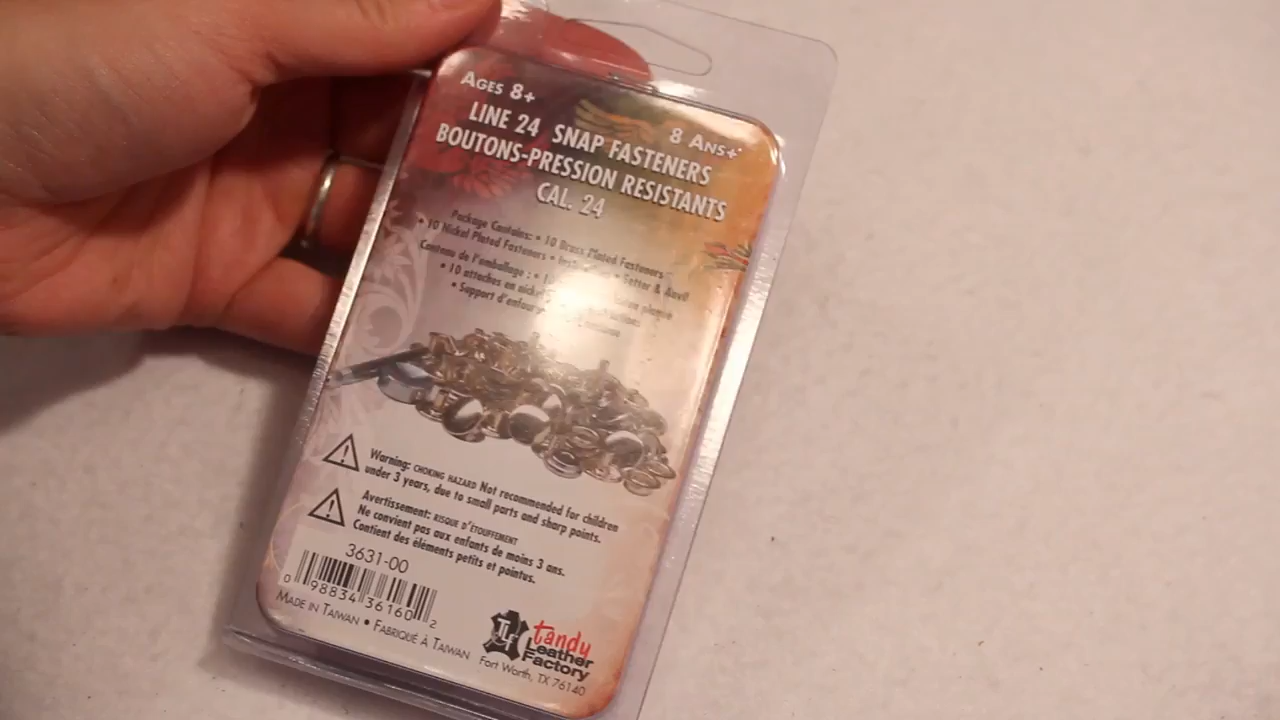 AGES 8+
8 ANS+
LINE 24 SNAP FASTENERS
BOUTONS-PRESSION RESISTANTS
CAL. 24
Package Contains: • 10 Brass Plated Fasteners
• 10 Nickel Plated Fasteners • • Setter & Anvil
Contenu de l'emballage : •
• 10 attaches en
• Support
Warning: CHOKING HAZARD Not recommended for children
under 3 years, due to small parts and sharp points.
Avertissement: RISQUE D'ÉTOUFFEMENT
Ne convient pas aux enfants de moins 3 ans.
Contient des éléments petits et pointus.
3631-00
0 98834 36160 2
MADE IN TAIWAN • FABRIQUÉ À TAIWAN
TLF
tandy
Leather
Factory
Fort Worth, TX 76140